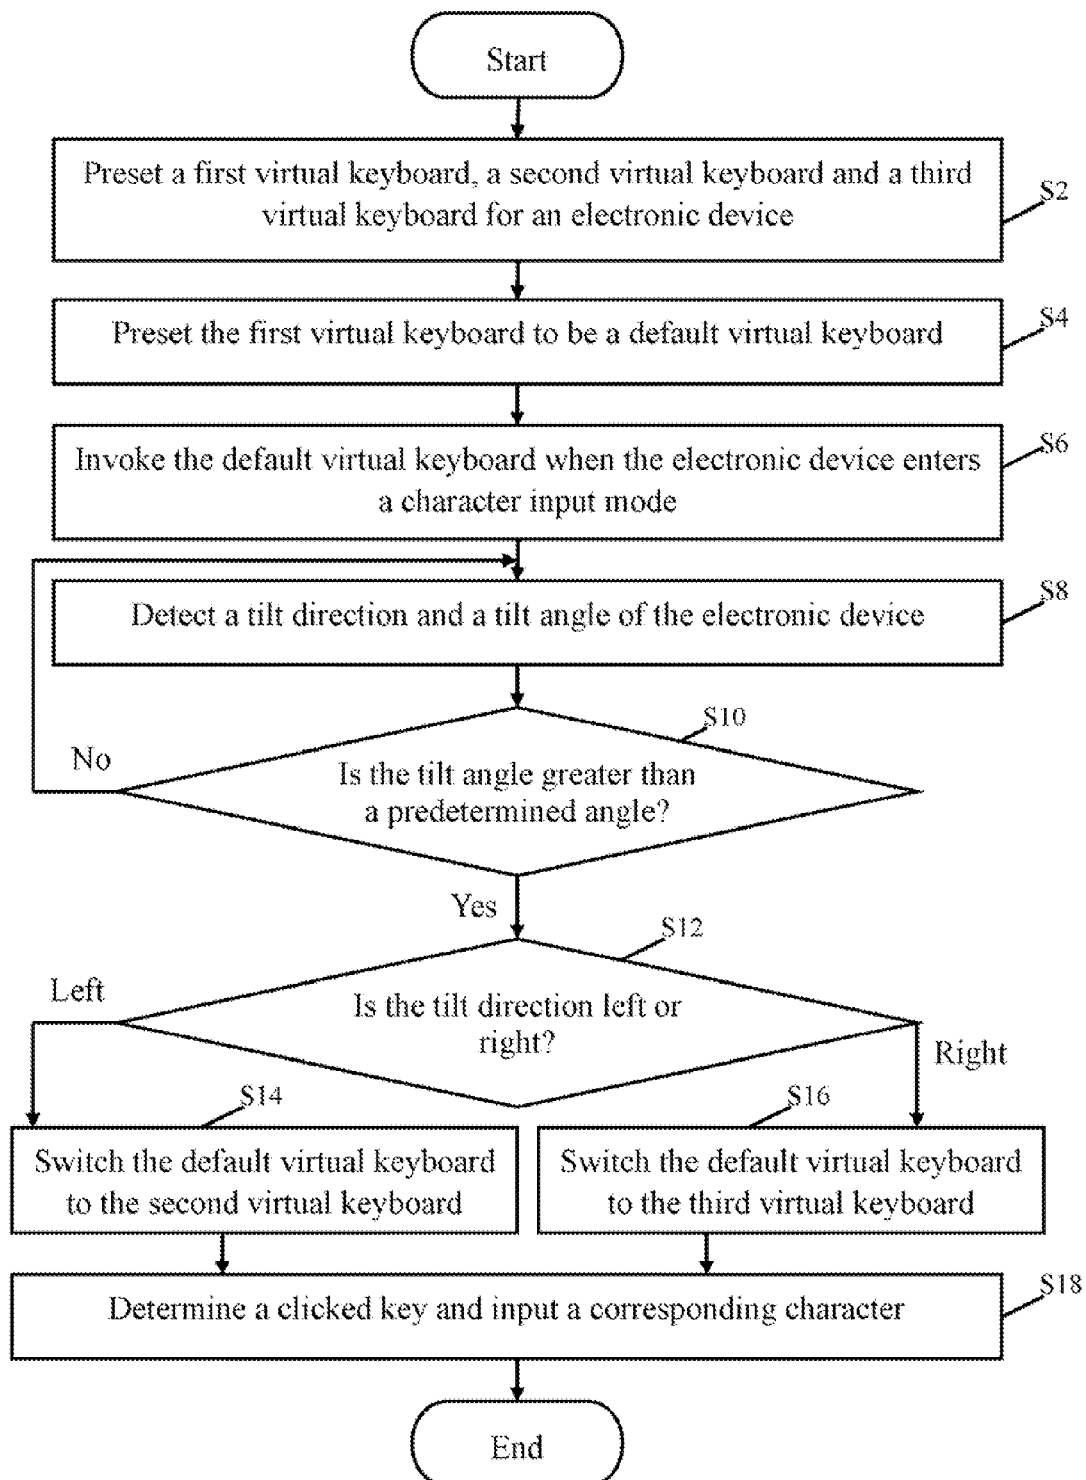 Start
Preset a first virtual keyboard, a second virtual keyboard and a third
virtual keyboard for an electronic device
S2
Preset the first virtual keyboard to be a default virtual keyboard
S4
Invoke the default virtual keyboard when the electronic device enters
a character input mode
S6
Detect a tilt direction and a tilt angle of the electronic device
S8
S10
No
Is the tilt angle greater than
a predetermined angle?
Yes
S12
Left
Is the tilt direction left or
right?
Right
S14
S16
Switch the default virtual keyboard
to the second virtual keyboard
Switch the default virtual keyboard
to the third virtual keyboard
Determine a clicked key and input a corresponding character
S18
End